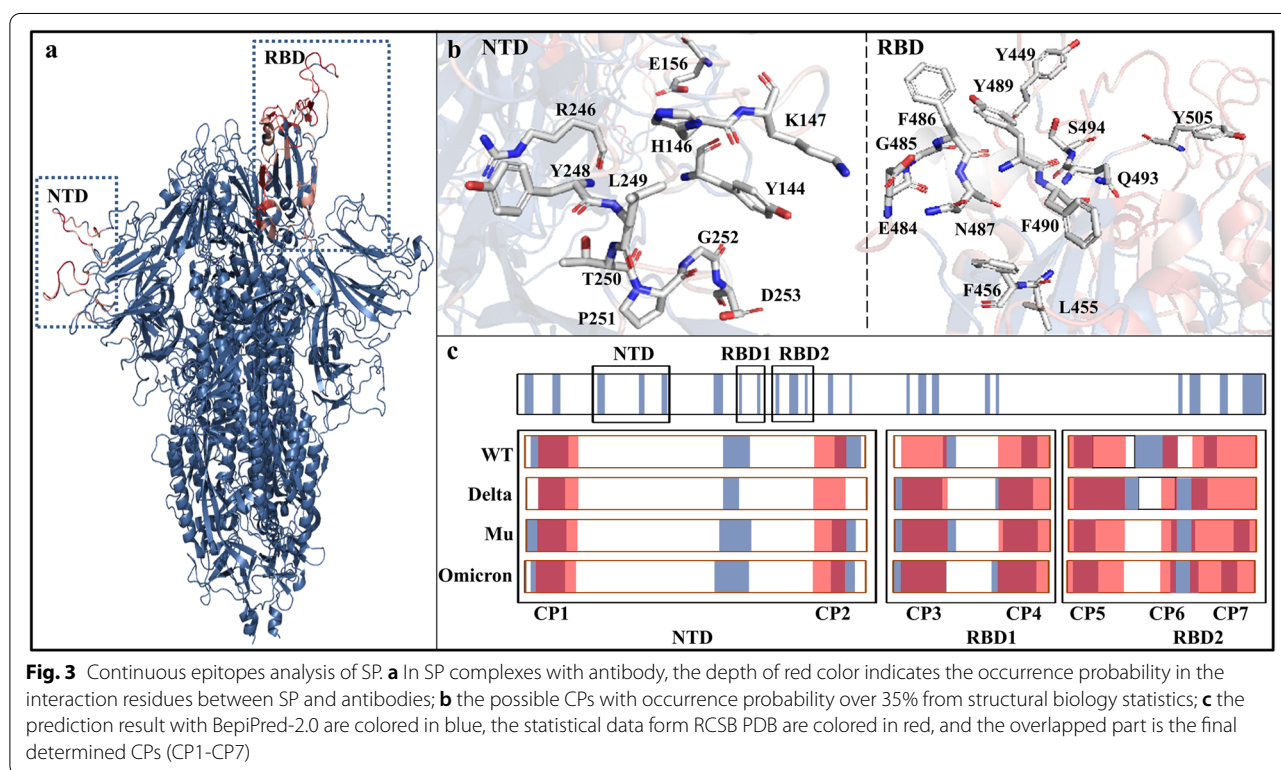 a
RBD
NTD
b
NTD
E156
R246
K147
H146
Y248
L249
Y144
G252
T250
D253
P251
RBD
Y449
Y489
F486
S494
Y505
G485
Q493
E484
N487
F490
F456
L455
c
NTD
RBD1
RBD2
WT
Delta
Mu
Omicron
CP1
CP2
CP3
CP4
CP5
CP6
CP7
NTD
RBD1
RBD2
Fig. 3 Continuous epitopes analysis of SP. a In SP complexes with antibody, the depth of red color indicates the occurrence probability in the
interaction residues between SP and antibodies; b the possible CPs with occurrence probability over 35% from structural biology statistics; c the
prediction result with BepiPred-2.0 are colored in blue, the statistical data form RCSB PDB are colored in red, and the overlapped part is the final
determined CPs (CP1-CP7)